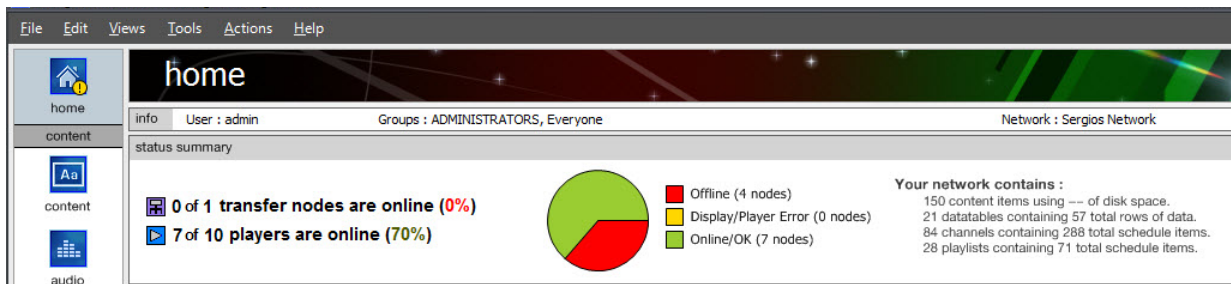 File Edit Views Tools Actions Help
home
home
info User : admin Groups : ADMINISTRATORS, Everyone Network : Sergios Network
content
status summary
Aa
content
0 of 1 transfer nodes are online (0%)
7 of 10 players are online (70%)
Offline (4 nodes)
Display/Player Error (0 nodes)
Online/OK (7 nodes)
Your network contains :
150 content items using -- of disk space.
21 datatables containing 57 total rows of data.
84 channels containing 288 total schedule items.
28 playlists containing 71 total schedule items.
audio